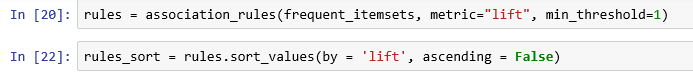 In [20]: rules = association_rules(frequent_itemsets, metric="lift", min_threshold=1)
In [22]: rules_sort = rules.sort_values(by = 'lift', ascending = False)